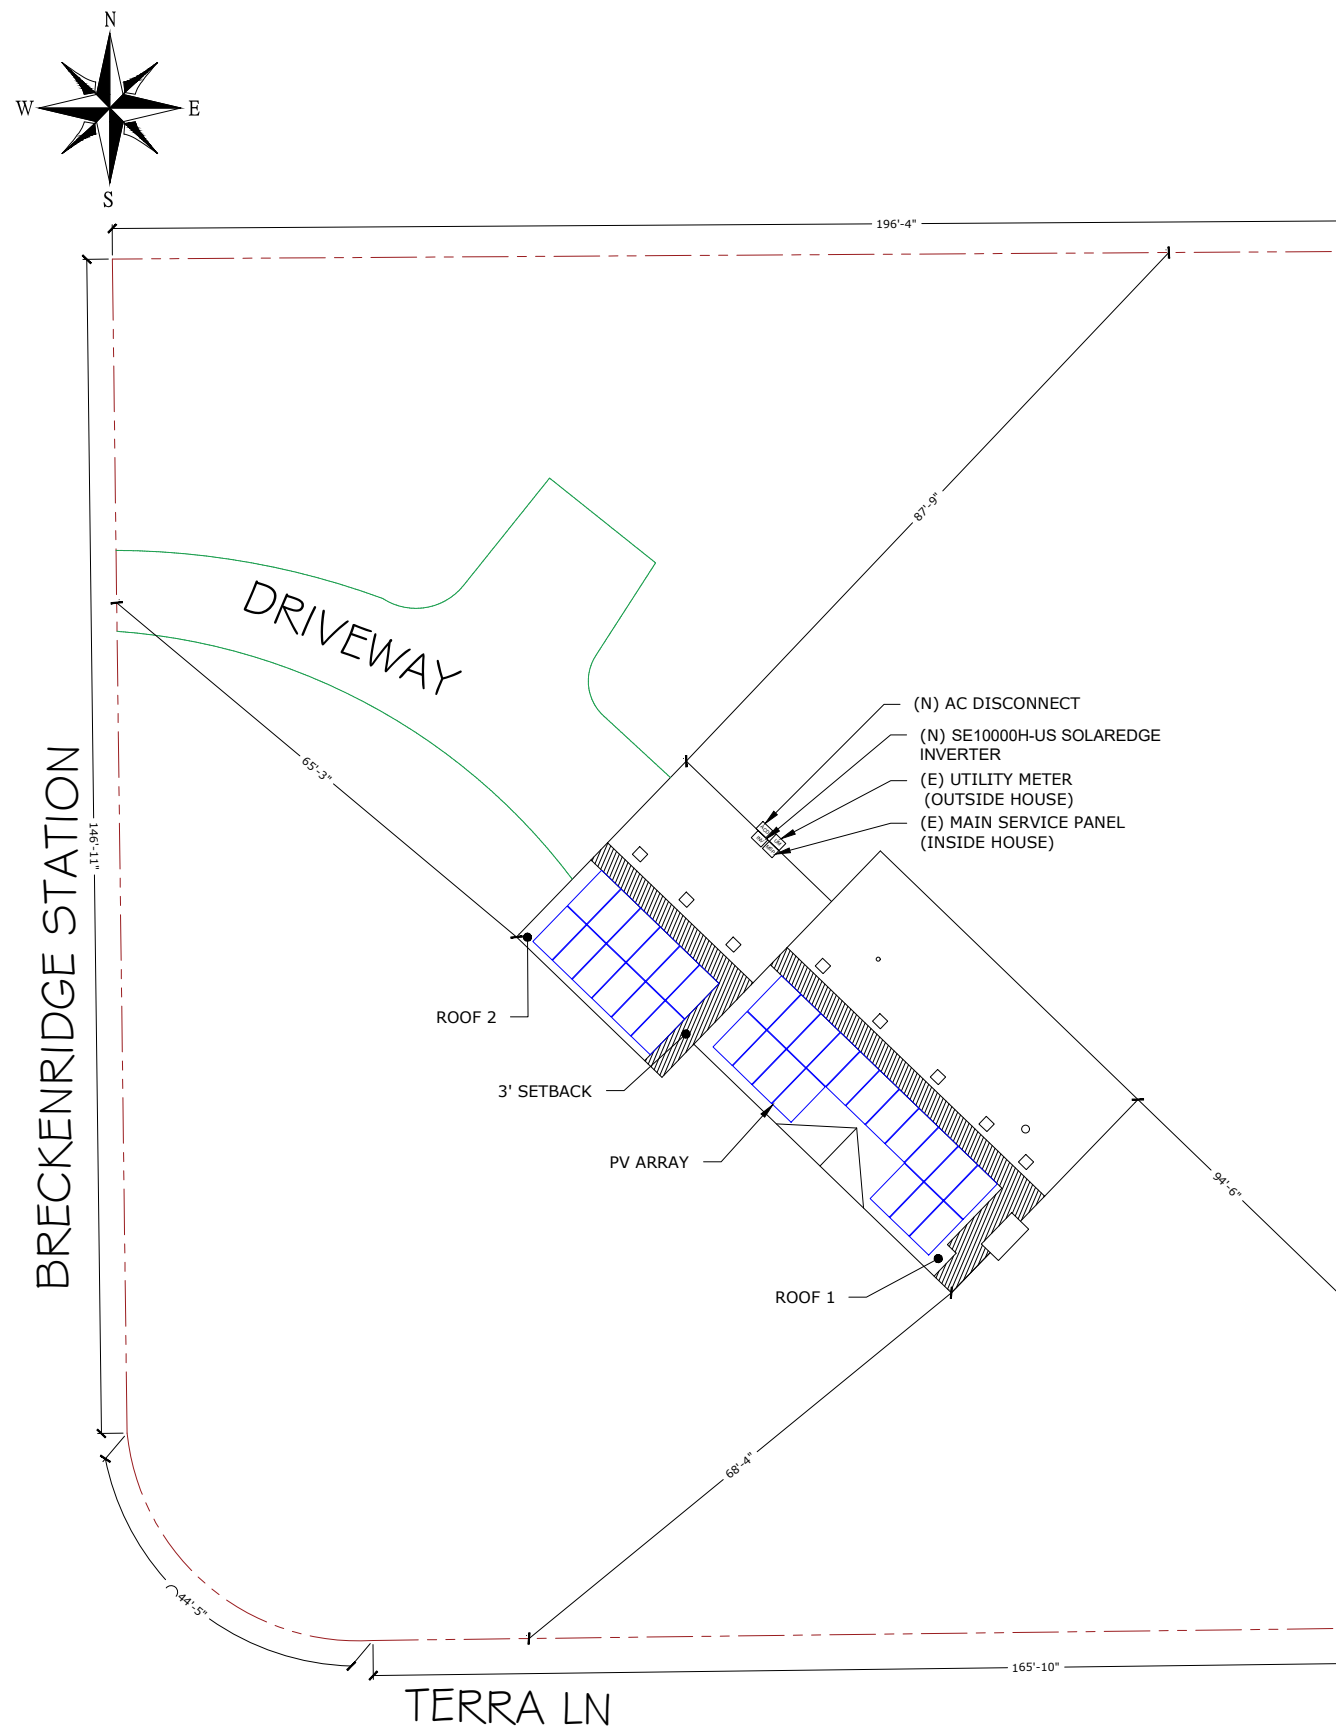 N
W E
S
196'-4"
87'-9"
DRIVEWAY
65'-3"
146'-11"
BRECKENRIDGE STATION
(N) AC DISCONNECT
(N) SE10000H-US SOLAREDGE
INVERTER
(E) UTILITY METER
(OUTSIDE HOUSE)
(E) MAIN SERVICE PANEL
(INSIDE HOUSE)
ROOF 2
3' SETBACK
PV ARRAY
94'-6"
ROOF 1
68'-4"
44'-5"
165'-10"
TERRA LN